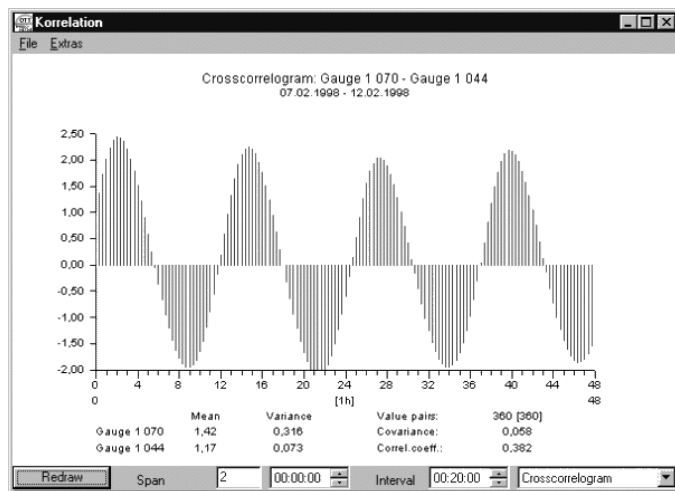 Korrelation
File Extras
Crosscorrelogram: Gauge 1 070 - Gauge 1 044
07.02.1998 - 12.02.1998
2,50
2,00
1,50
1,00
0,50
0,00
-0,50
-1,00
-1,50
-2,00
0 4 8 12 16 20 24 28 32 36 40 44 48
0 [1h] 48
Mean Variance Value pairs: 360 [360]
Gauge 1 070 1,42 0,316 Covariance: 0,058
Gauge 1 044 1,17 0,073 Correl.coeff.: 0,382
Redraw Span 2 00:00:00 Interval 00:20:00 Crosscorrelogram